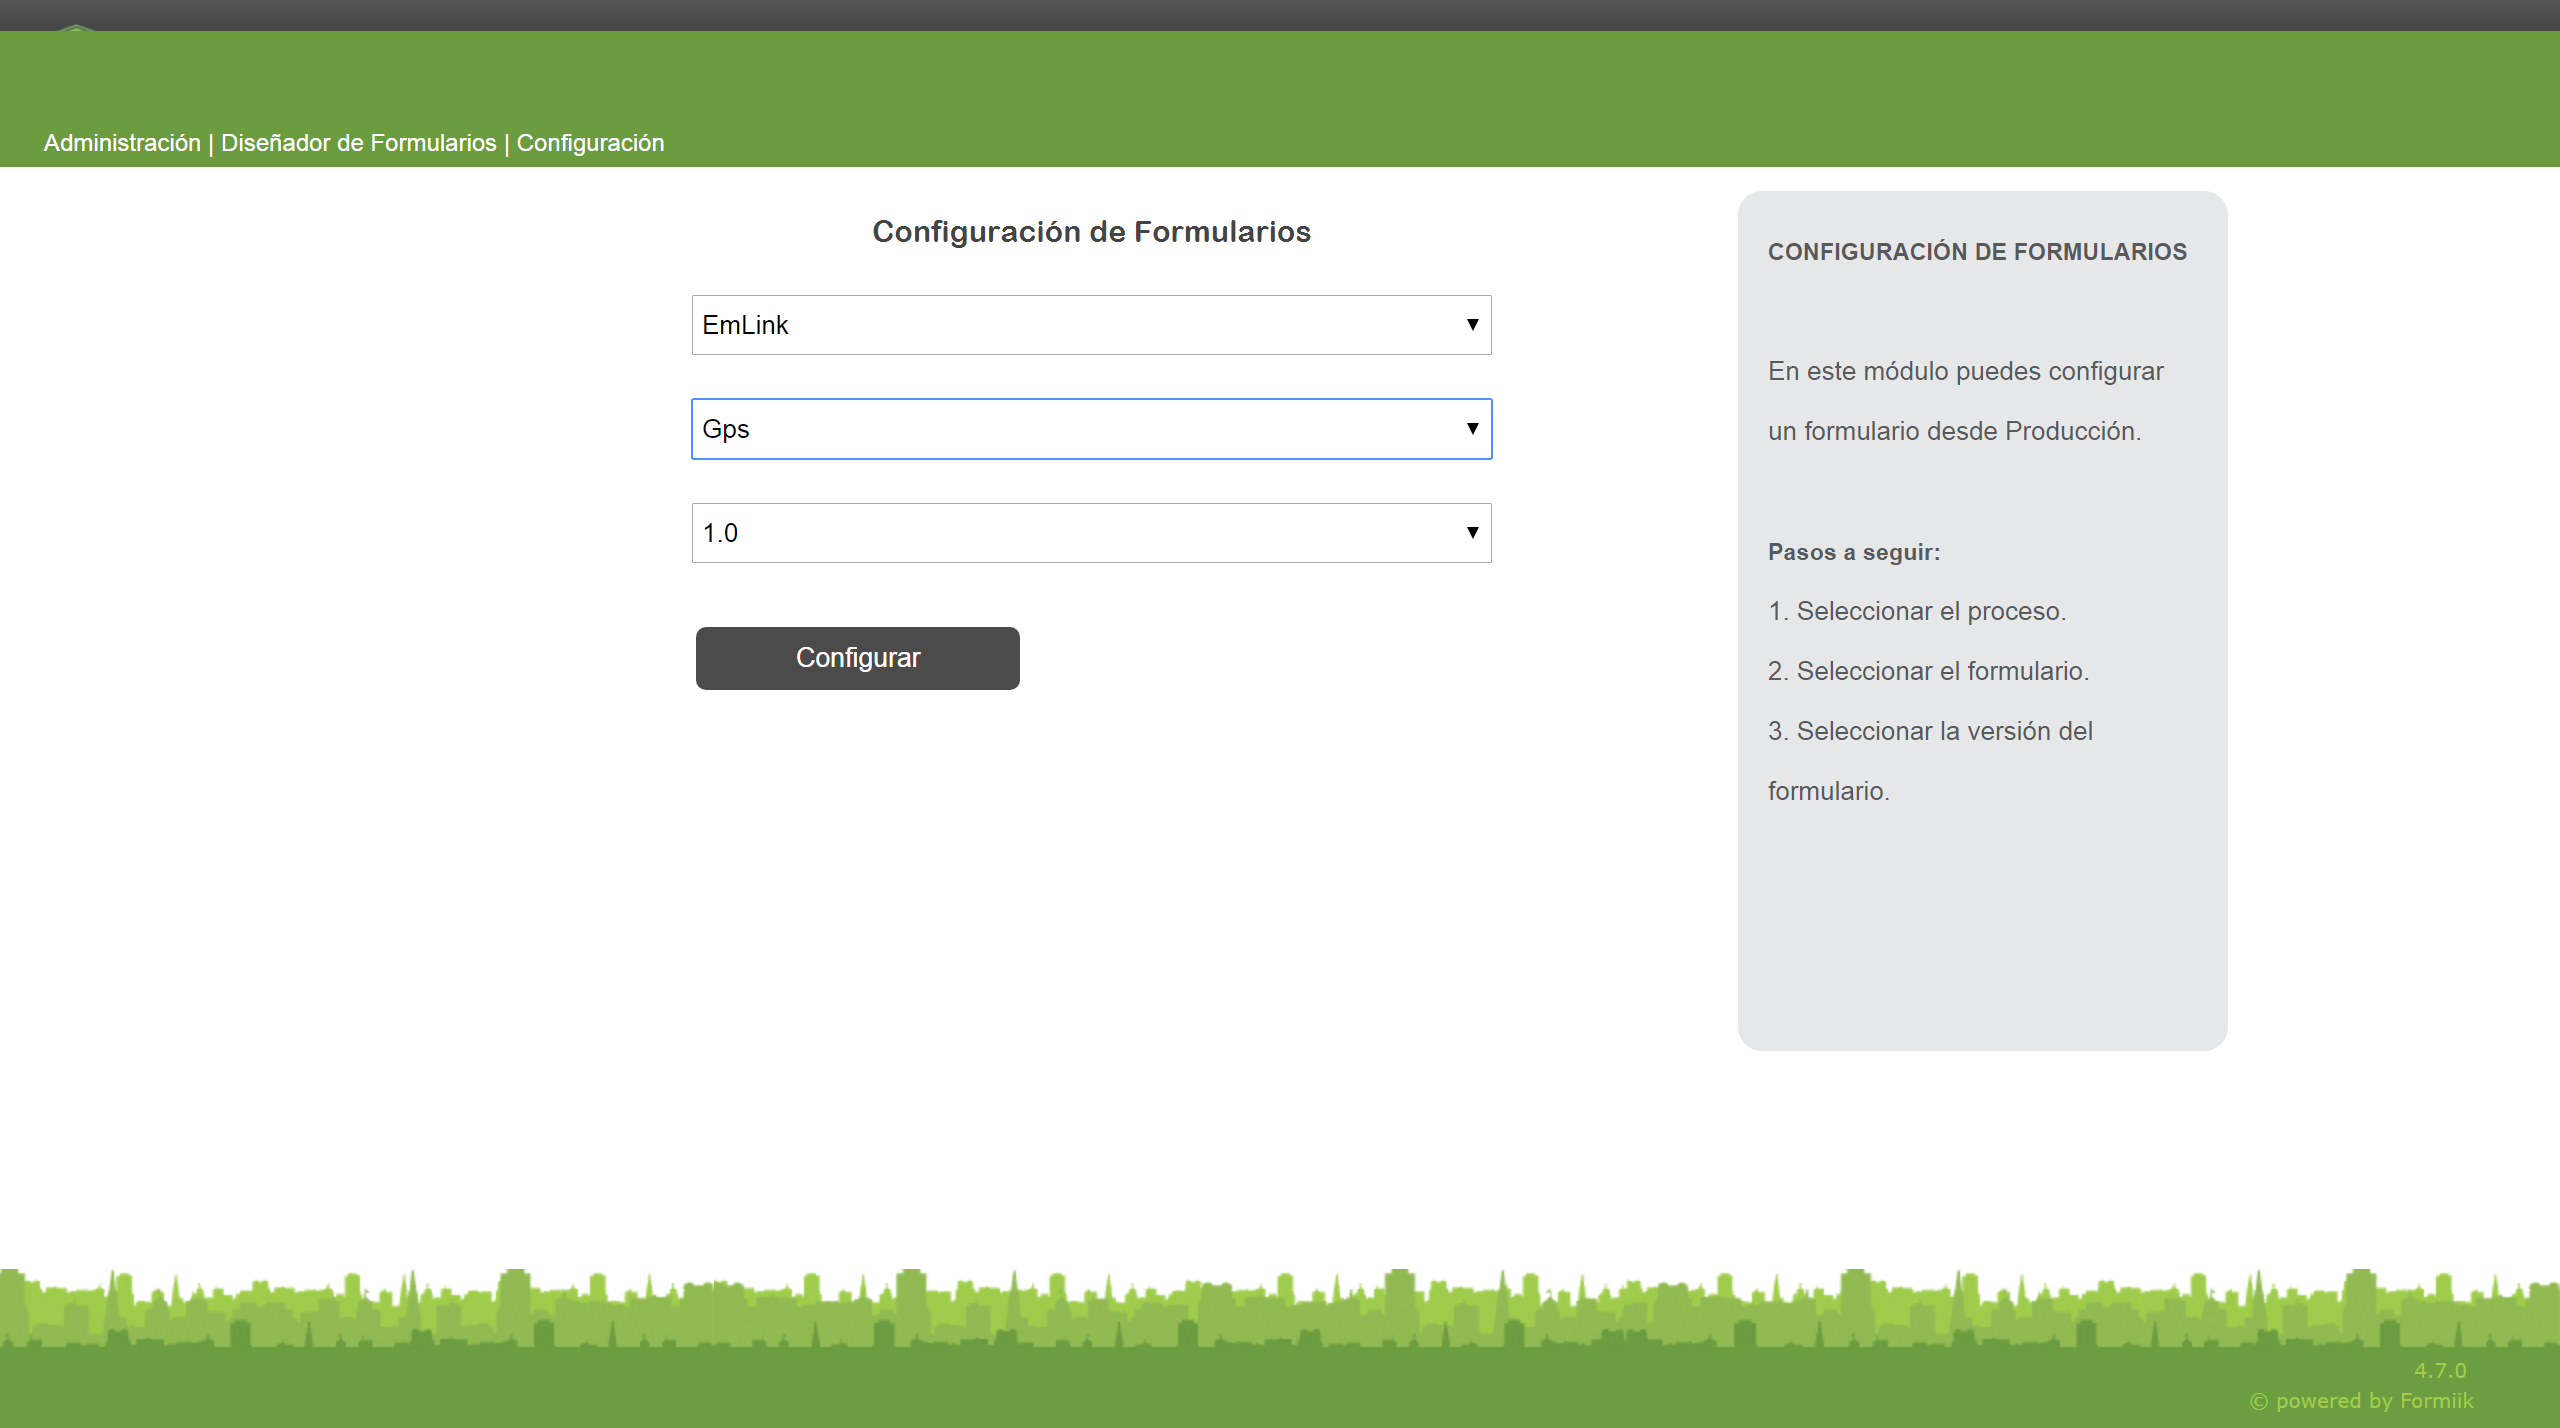 Administración | Diseñador de Formularios | Configuración
Configuración de Formularios
EmLink
Gps
1.0
Configurar
CONFIGURACIÓN DE FORMULARIOS
En este módulo puedes configurar
un formulario desde Producción.
Pasos a seguir:
1. Seleccionar el proceso.
2. Seleccionar el formulario.
3. Seleccionar la versión del
formulario.
4.7.0
© powered by Formiik